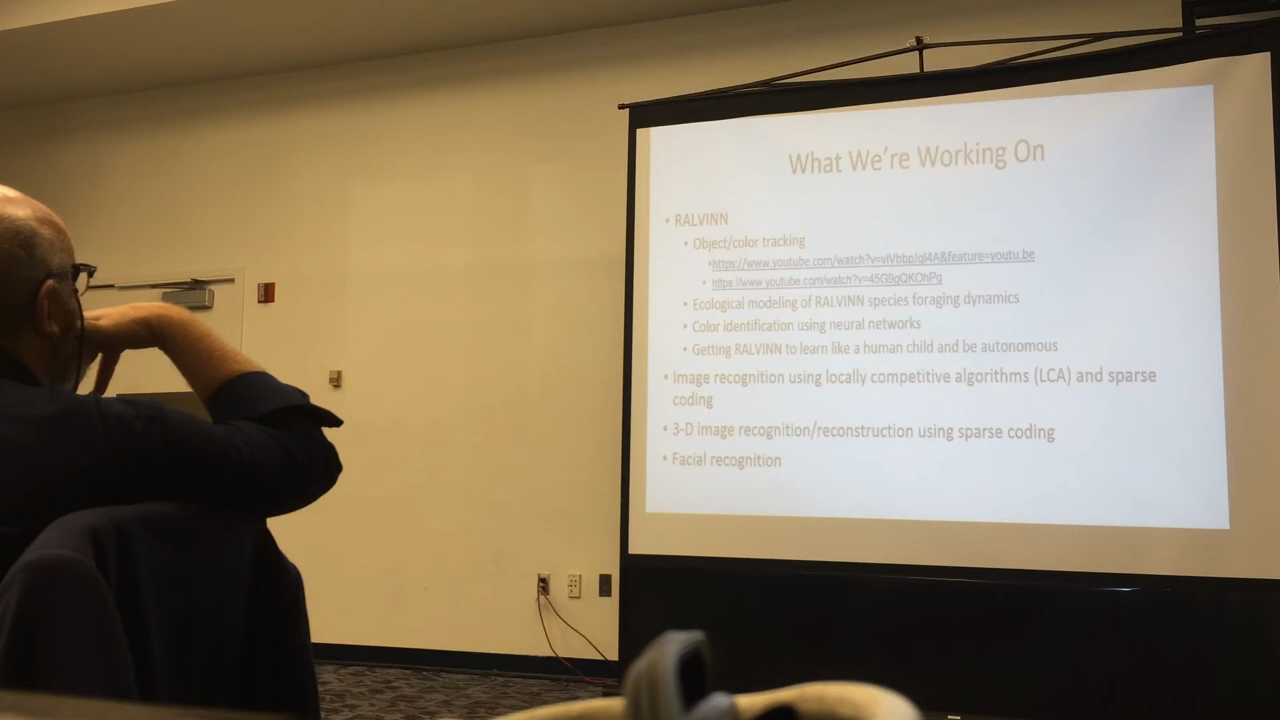 What We're Working On
• RALVINN
• Object/color tracking
• https://www.youtube.com/watch?v=vlVbbpIqI4A&feature=youtu.be
• https://www.youtube.com/watch?v=45G9gQKOhPg
• Ecological modeling of RALVINN species foraging dynamics
• Color identification using neural networks
• Getting RALVINN to learn like a human child and be autonomous
• Image recognition using locally competitive algorithms (LCA) and sparse
coding
• 3-D image recognition/reconstruction using sparse coding
• Facial recognition